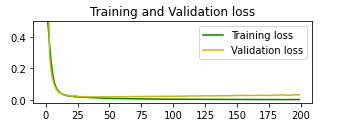 Training and Validation loss
Training loss
Validation loss
0.4
0.2
0.0
0 25 50 75 100 125 150 175 200